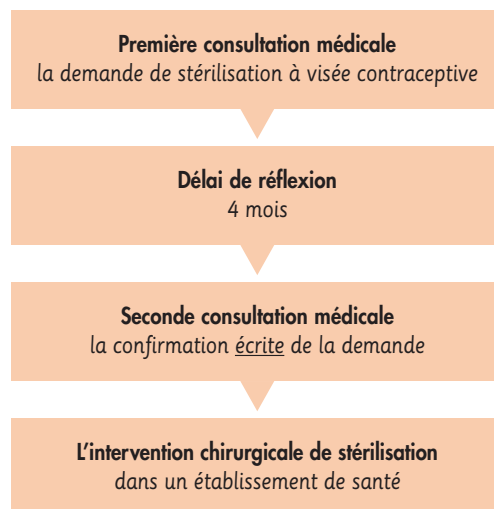 Première consultation médicale
la demande de stérilisation à visée contraceptive
Délai de réflexion
4 mois
Seconde consultation médicale
la confirmation écrite de la demande
L'intervention chirurgicale de stérilisation
dans un établissement de santé